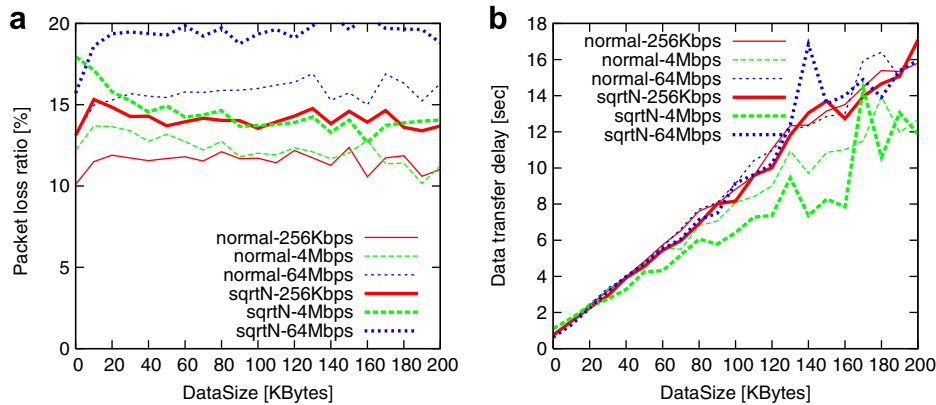 a
Packet loss ratio [%]
20
15
10
5
0
normal-256Kbps
normal-4Mbps
normal-64Mbps
sqrtN-256Kbps
sqrtN-4Mbps
sqrtN-64Mbps
0 20 40 60 80 100 120 140 160 180 200
DataSize [KBytes]
b
Data transfer delay [sec]
18
16
14
12
10
8
6
4
2
0
normal-256Kbps
normal-4Mbps
normal-64Mbps
sqrtN-256Kbps
sqrtN-4Mbps
sqrtN-64Mbps
0 20 40 60 80 100 120 140 160 180 200
DataSize [KBytes]